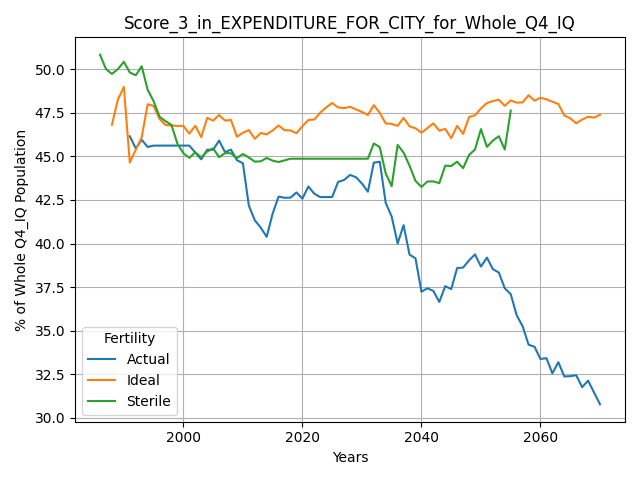 Score_3_in_EXPENDITURE_FOR_CITY_for_Whole_Q4_IQ
% of Whole Q4_IQ Population
50.0
47.5
45.0
42.5
40.0
37.5
35.0
32.5
30.0
Fertility
Actual
Ideal
Sterile
2000
2020
2040
2060
Years